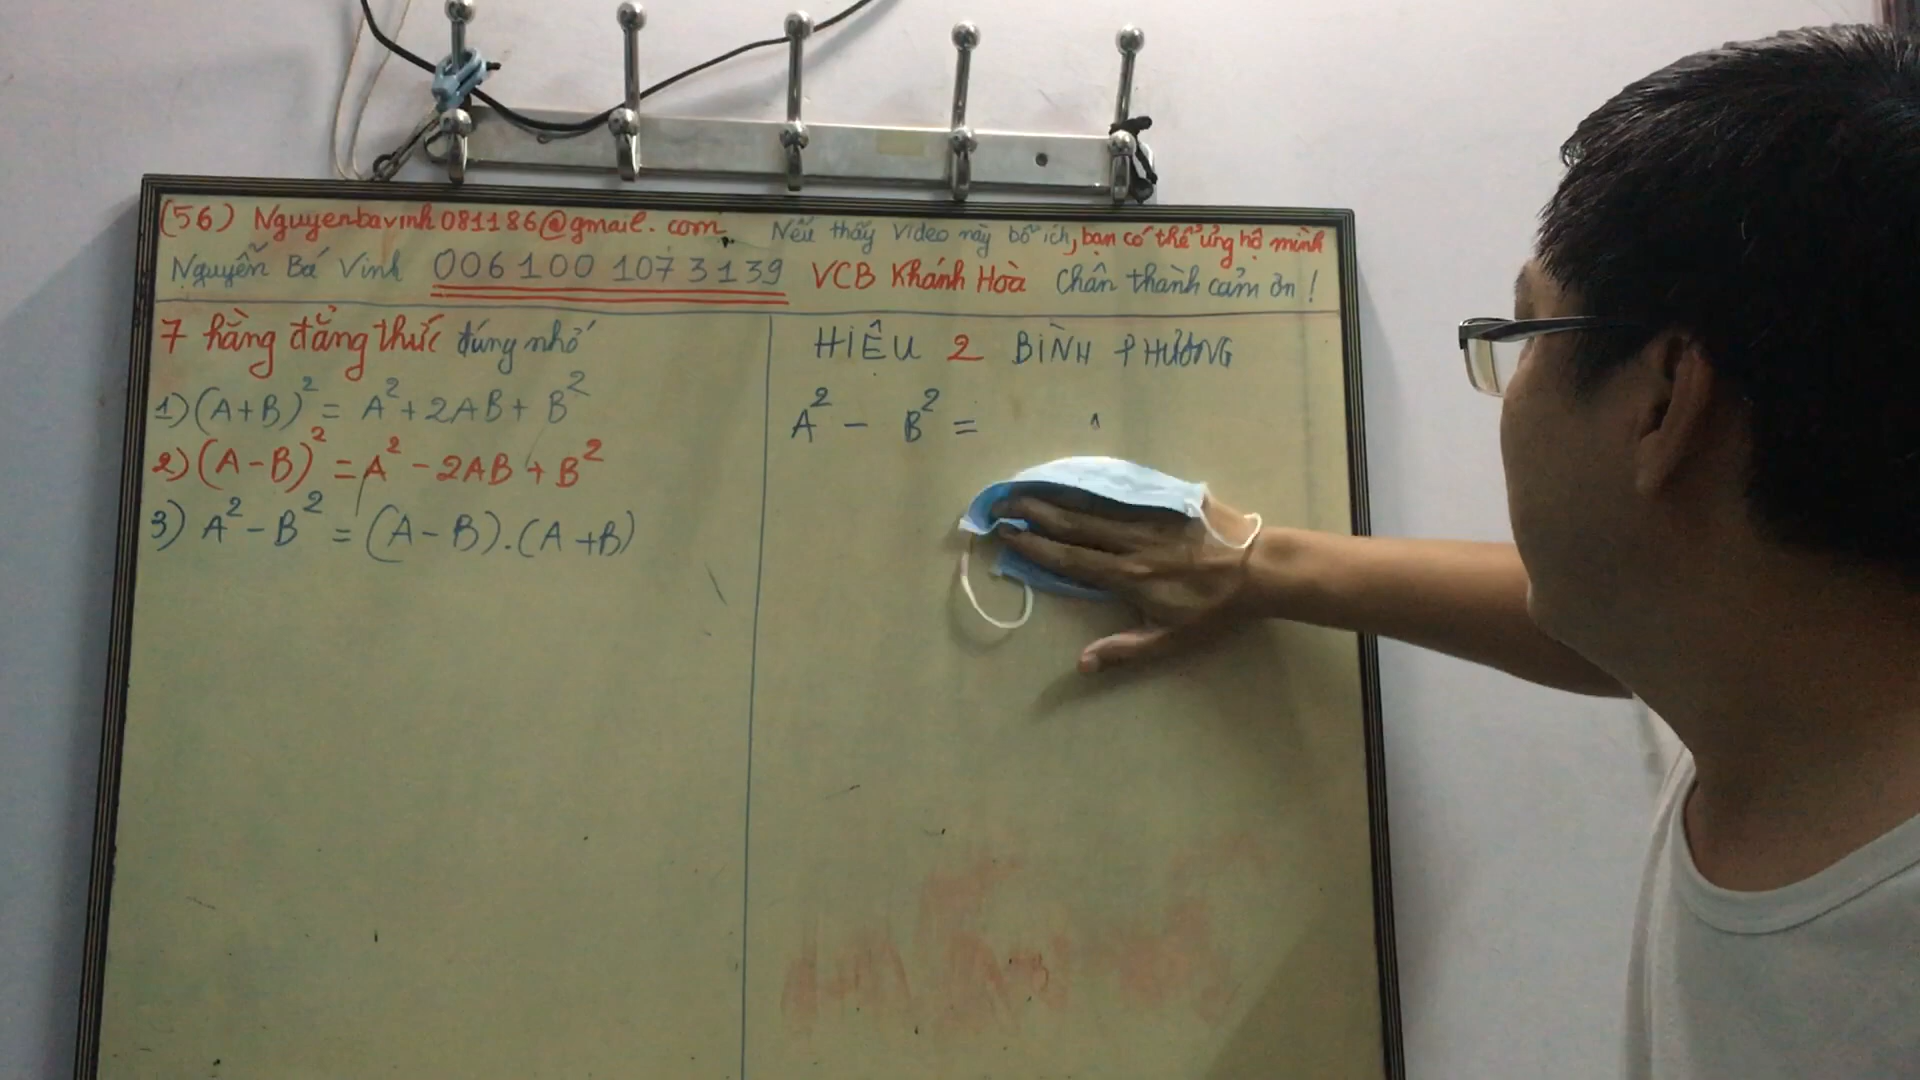 (56) Nguyenbavinh081186@gmail.com Nếu thấy video này bổ ích, bạn có thể ủng hộ mình
Nguyễn Bá Vinh 006 100 107 3139 VCB Khánh Hòa Chân thành cảm ơn!
7 hằng đẳng thức đáng nhớ
1) (A+B)² = A² + 2AB + B²
2) (A-B)² = A² - 2AB + B²
3) A² - B² = (A-B).(A+B)
HIỆU 2 BÌNH PHƯƠNG
A² - B² =